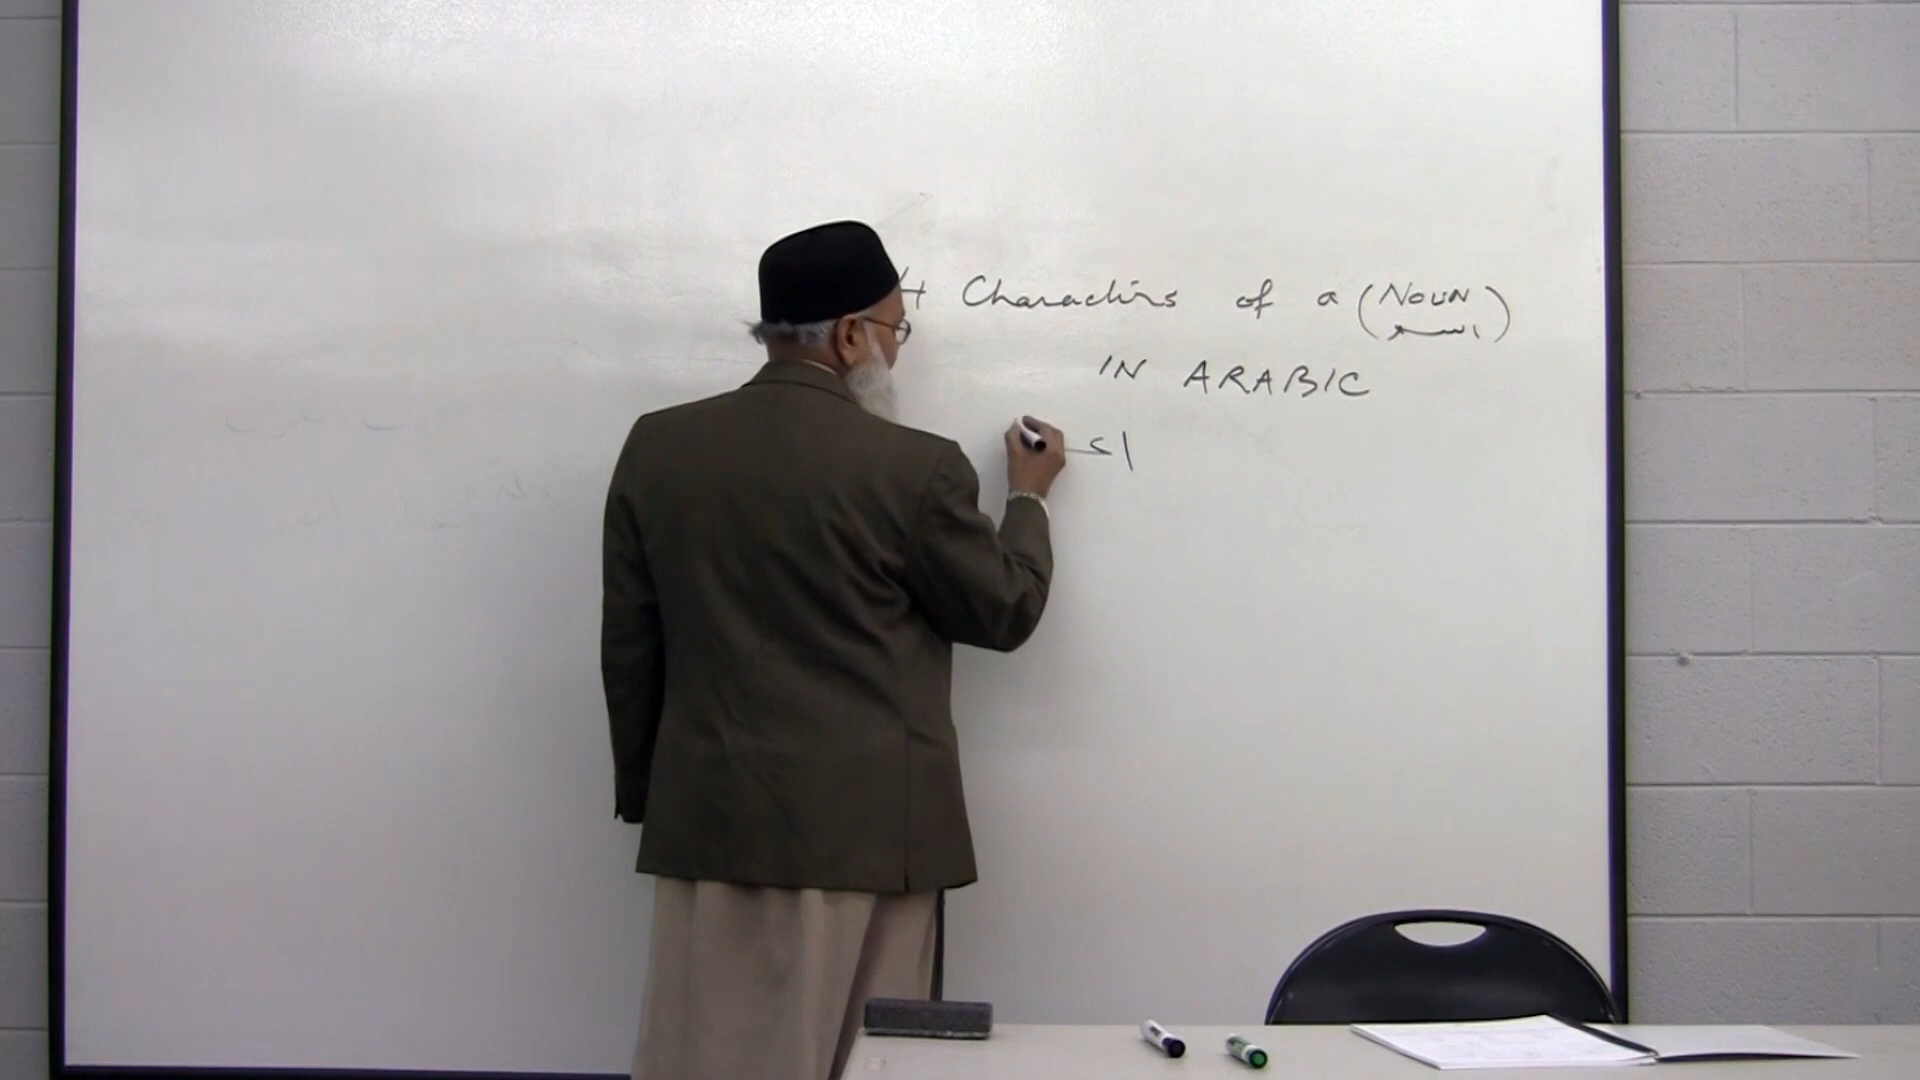 4 Characters of a (NOUN)
(اسم)
IN ARABIC